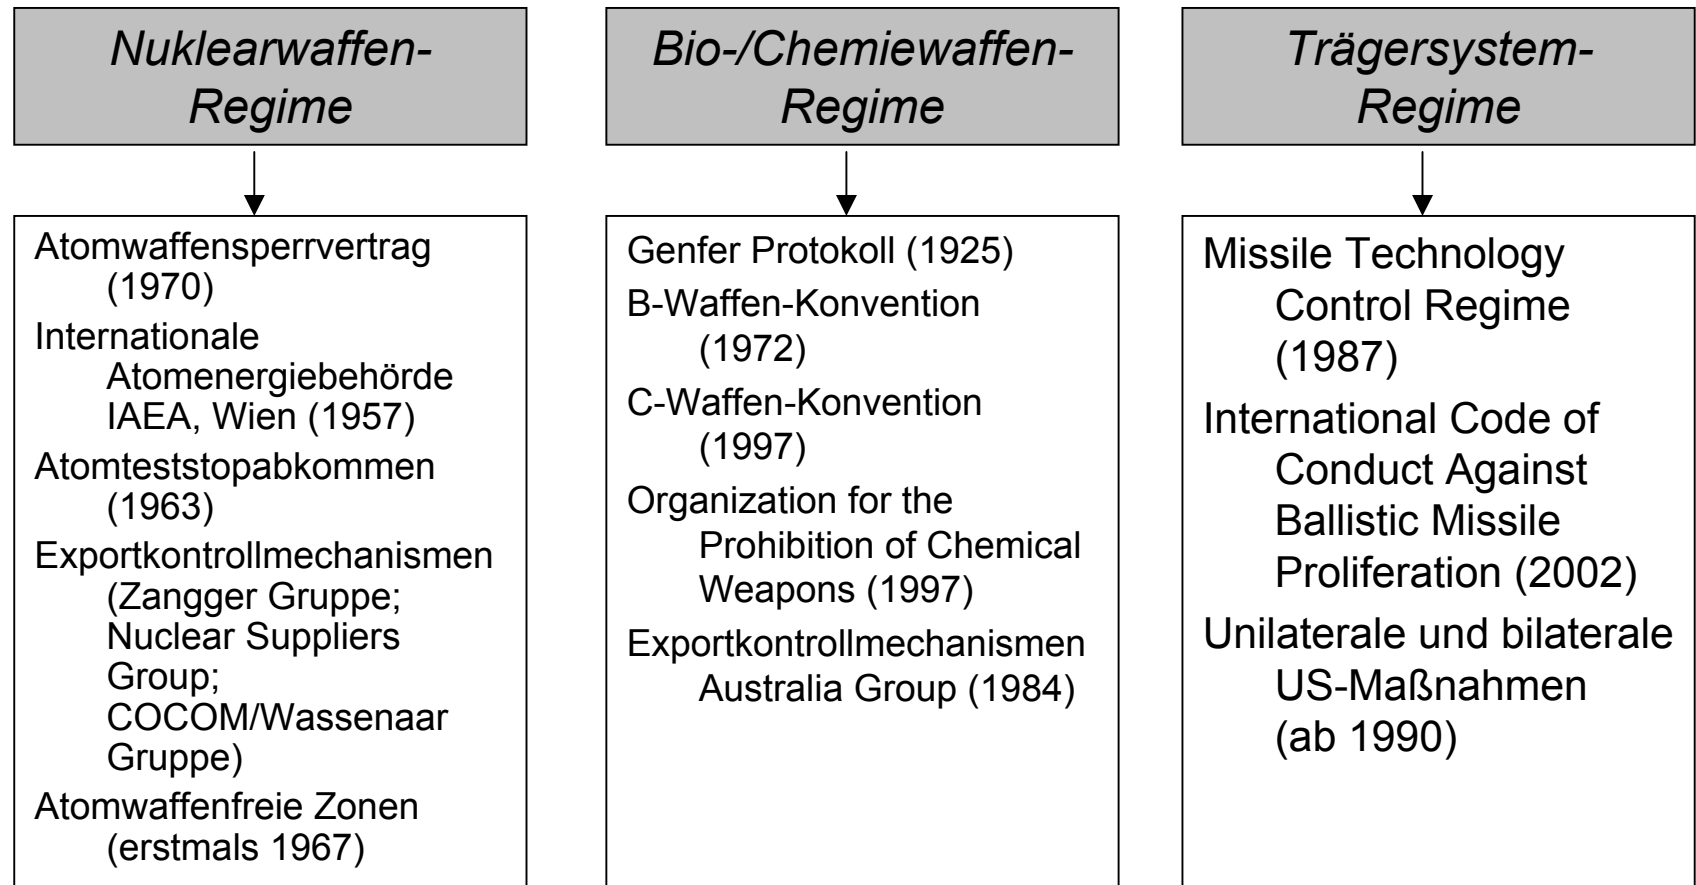 Nuklearwaffen-
Regime
Atomwaffensperrvertrag
(1970)
Internationale
Atomenergiebehörde
IAEA, Wien (1957)
Atomteststopabkommen
(1963)
Exportkontrollmechanismen
(Zangger Gruppe;
Nuclear Suppliers
Group;
COCOM/Wassenaar
Gruppe)
Atomwaffenfreie Zonen
(erstmals 1967)
Bio-/Chemiewaffen-
Regime
Genfer Protokoll (1925)
B-Waffen-Konvention
(1972)
C-Waffen-Konvention
(1997)
Organization for the
Prohibition of Chemical
Weapons (1997)
Exportkontrollmechanismen
Australia Group (1984)
Trägersystem-
Regime
Missile Technology
Control Regime
(1987)
International Code of
Conduct Against
Ballistic Missile
Proliferation (2002)
Unilaterale und bilaterale
US-Maßnahmen
(ab 1990)